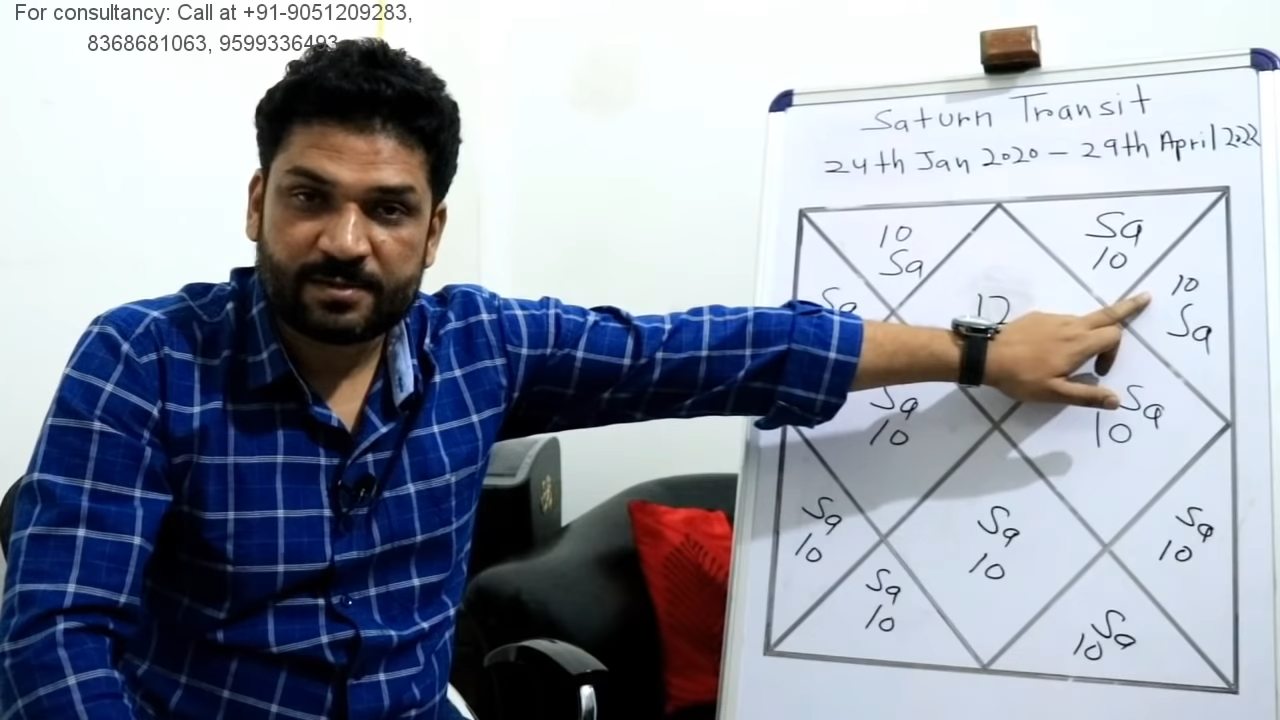 For consultancy: Call at +91-9051209283,
8368681063, 9599336493
Saturn Transit
24th Jan 2020 - 29th April 2022
10
Sa
Sa
10
Sa
10
Sa
12
Sa
10
Sa
10
Sa
10
Sa
10
Sa
10
Sa
10
Sa
10